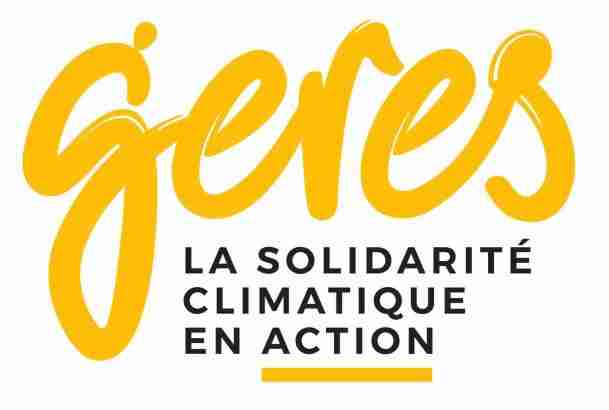 geres
LA SOLIDARITÉ
CLIMATIQUE
EN ACTION